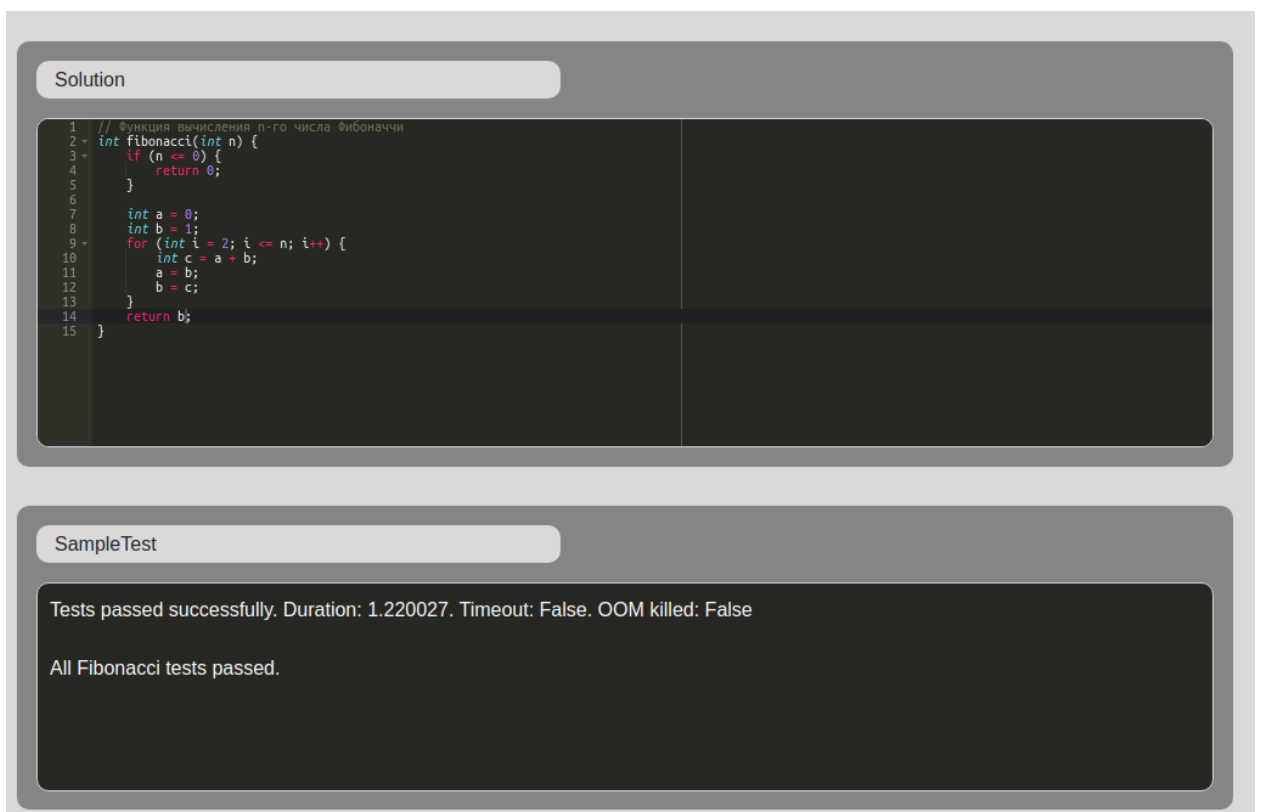 Solution
1 // Функция вычисления n-го числа Фибоначчи
2 int fibonacci(int n) {
3 if (n <= 0) {
4 return 0;
5 }
6
7 int a = 0;
8 int b = 1;
9 for (int i = 2; i <= n; i++) {
10 int c = a + b;
11 a = b;
12 b = c;
13 }
14 return b;
15 }
SampleTest
Tests passed successfully. Duration: 1.220027. Timeout: False. OOM killed: False
All Fibonacci tests passed.